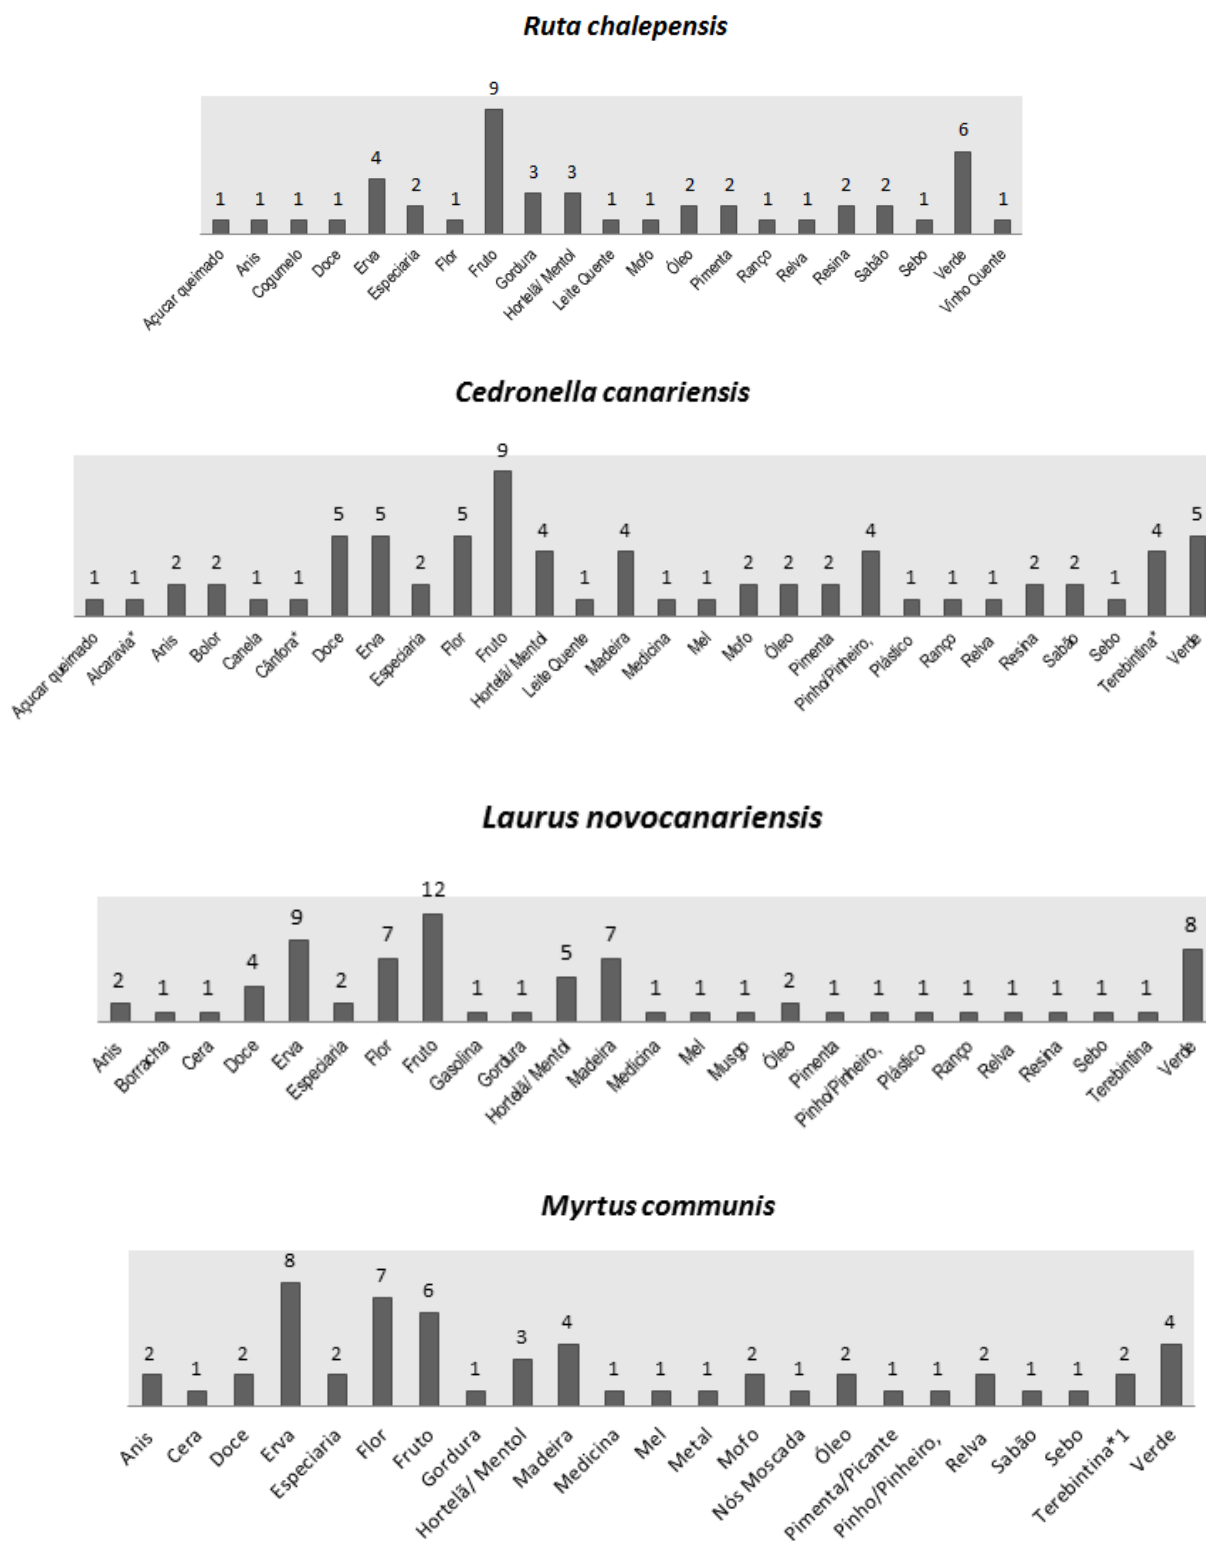 Ruta chalepensis
1 1 1 1 4 2 1 9 3 3 1 1 2 2 1 1 2 2 1 6 1
Açucar queimado Anis Cogumelo Doce Erva Especiaria Flor Fruto Gordura Hortelã/ Mentol Leite Quente Mofo Óleo Pimenta Ranço Relva Resina Sabão Sebo Verde Vinho Quente
Cedronella canariensis
1 1 2 2 1 1 5 5 2 5 9 4 1 4 1 1 2 2 2 4 1 1 1 2 2 1 4 5
Açucar queimado Alcaravia* Anis Bolor Canela Cânfora* Doce Erva Especiaria Flor Fruto Hortelã/ Mentol Leite Quente Madeira Medicina Mel Mofo Óleo Pimenta Pinho/Pinheiro, Plástico Ranço Relva Resina Sabão Sebo Terebintina* Verde
Laurus novocanariensis
2 1 1 4 9 2 7 12 1 1 5 7 1 1 1 2 1 1 1 1 1 1 1 1 8
Anis Borracha Cera Doce Erva Especiaria Flor Fruto Gasolina Gordura Hortelã/ Mentol Madeira Medicina Mel Musgo Óleo Pimenta Pinho/Pinheiro, Plástico Ranço Relva Resina Sebo Terebintina Verde
Myrtus communis
2 1 2 8 2 7 6 1 3 4 1 1 1 2 1 2 1 1 2 1 1 2 4
Anis Cera Doce Erva Especiaria Flor Fruto Gordura Hortelã/ Mentol Madeira Medicina Mel Metal Mofo Nós Moscada Óleo Pimenta/Picante Pinho/Pinheiro, Relva Sabão Sebo Terebintina*1 Verde